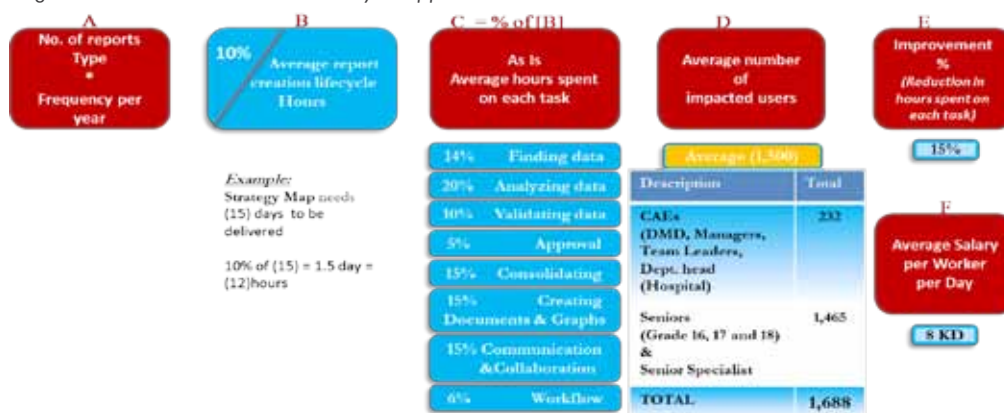 A
No. of reports
Type
*
Frequency per
year
B
10%
Average report
creation lifecycle
Hours
Example:
Strategy Map needs
(15) days to be
delivered
10% of (15) = 1.5 day =
(12)hours
C = % of [B]
As Is
Average hours spent
on each task
14% Finding data
20% Analyzing data
10% Validating data
5% Approval
15% Consolidating
15% Creating
Documents & Graphs
15% Communication
&Collaboration
6% Workflow
D
Average number
of
impacted users
Average (1,500)
Description Total
CAEs 232
(DMD, Managers,
Team Leaders,
Dept. head
(Hospital)
Seniors 1,465
(Grade 16, 17 and 18)
&
Senior Specialist
TOTAL 1,688
E
Improvement
%
(Reduction in
hours spent on
each task)
15%
F
Average Salary
per Worker
per Day
8 KD